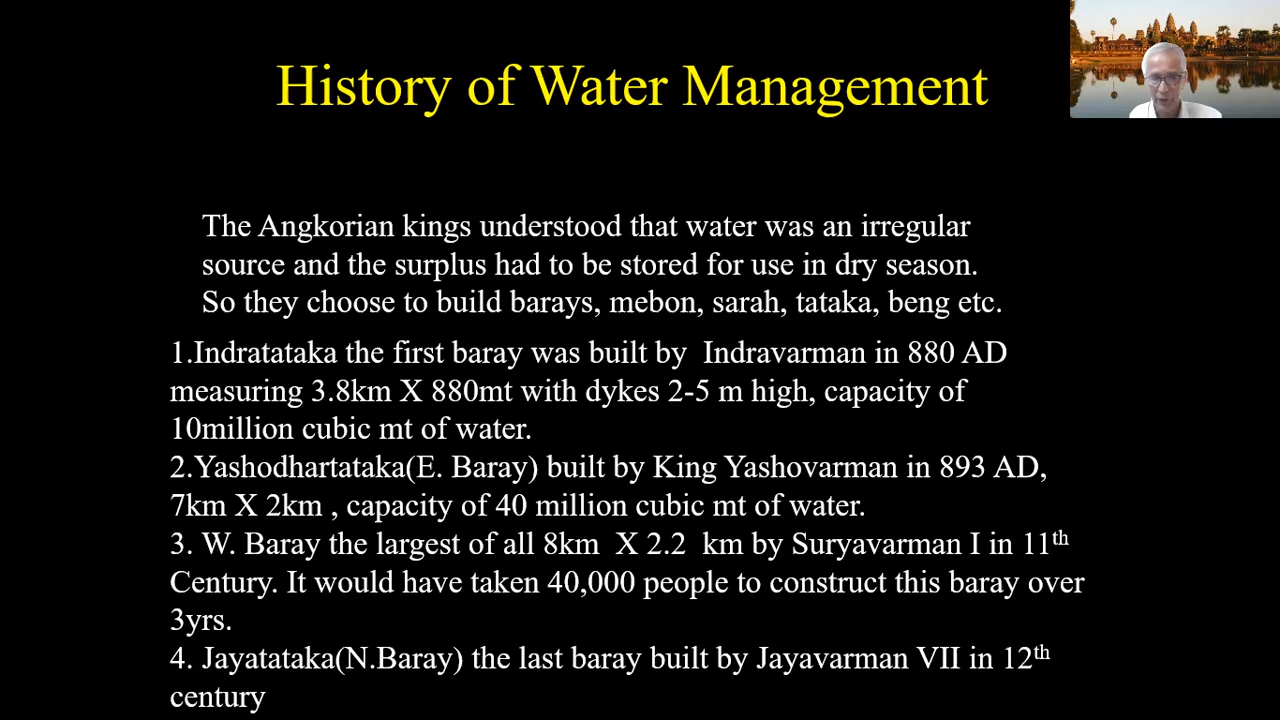 History of Water Management
The Angkorian kings understood that water was an irregular
source and the surplus had to be stored for use in dry season.
So they choose to build barays, mebon, sarah, tataka, beng etc.
1.Indratataka the first baray was built by  Indravarman in 880 AD
measuring 3.8km X 880mt with dykes 2-5 m high, capacity of
10million cubic mt of water.
2.Yashodhartataka(E. Baray) built by King Yashovarman in 893 AD,
7km X 2km , capacity of 40 million cubic mt of water.
3. W. Baray the largest of all 8km  X 2.2  km by Suryavarman I in 11th
Century. It would have taken 40,000 people to construct this baray over
3yrs.
4. Jayatataka(N.Baray) the last baray built by Jayavarman VII in 12th
century